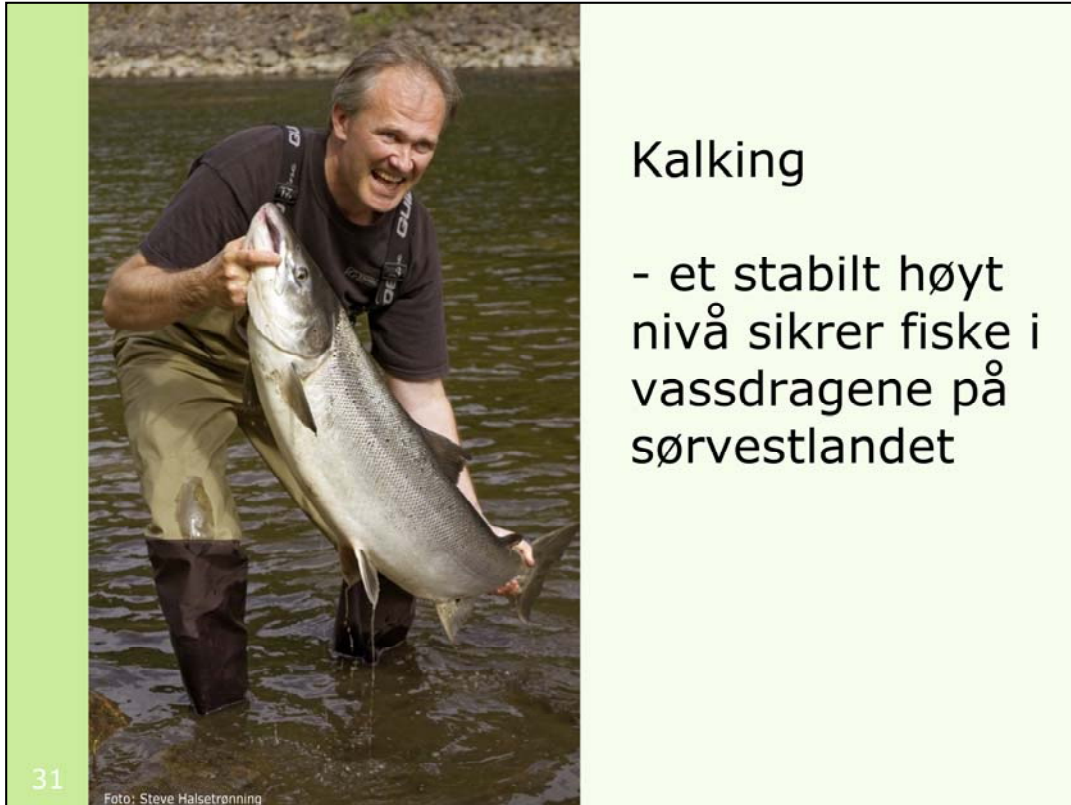 Kalking
- et stabilt høyt
nivå sikrer fiske i
vassdragene på
sørvestlandet
31
Foto: Steve Halsetrønning